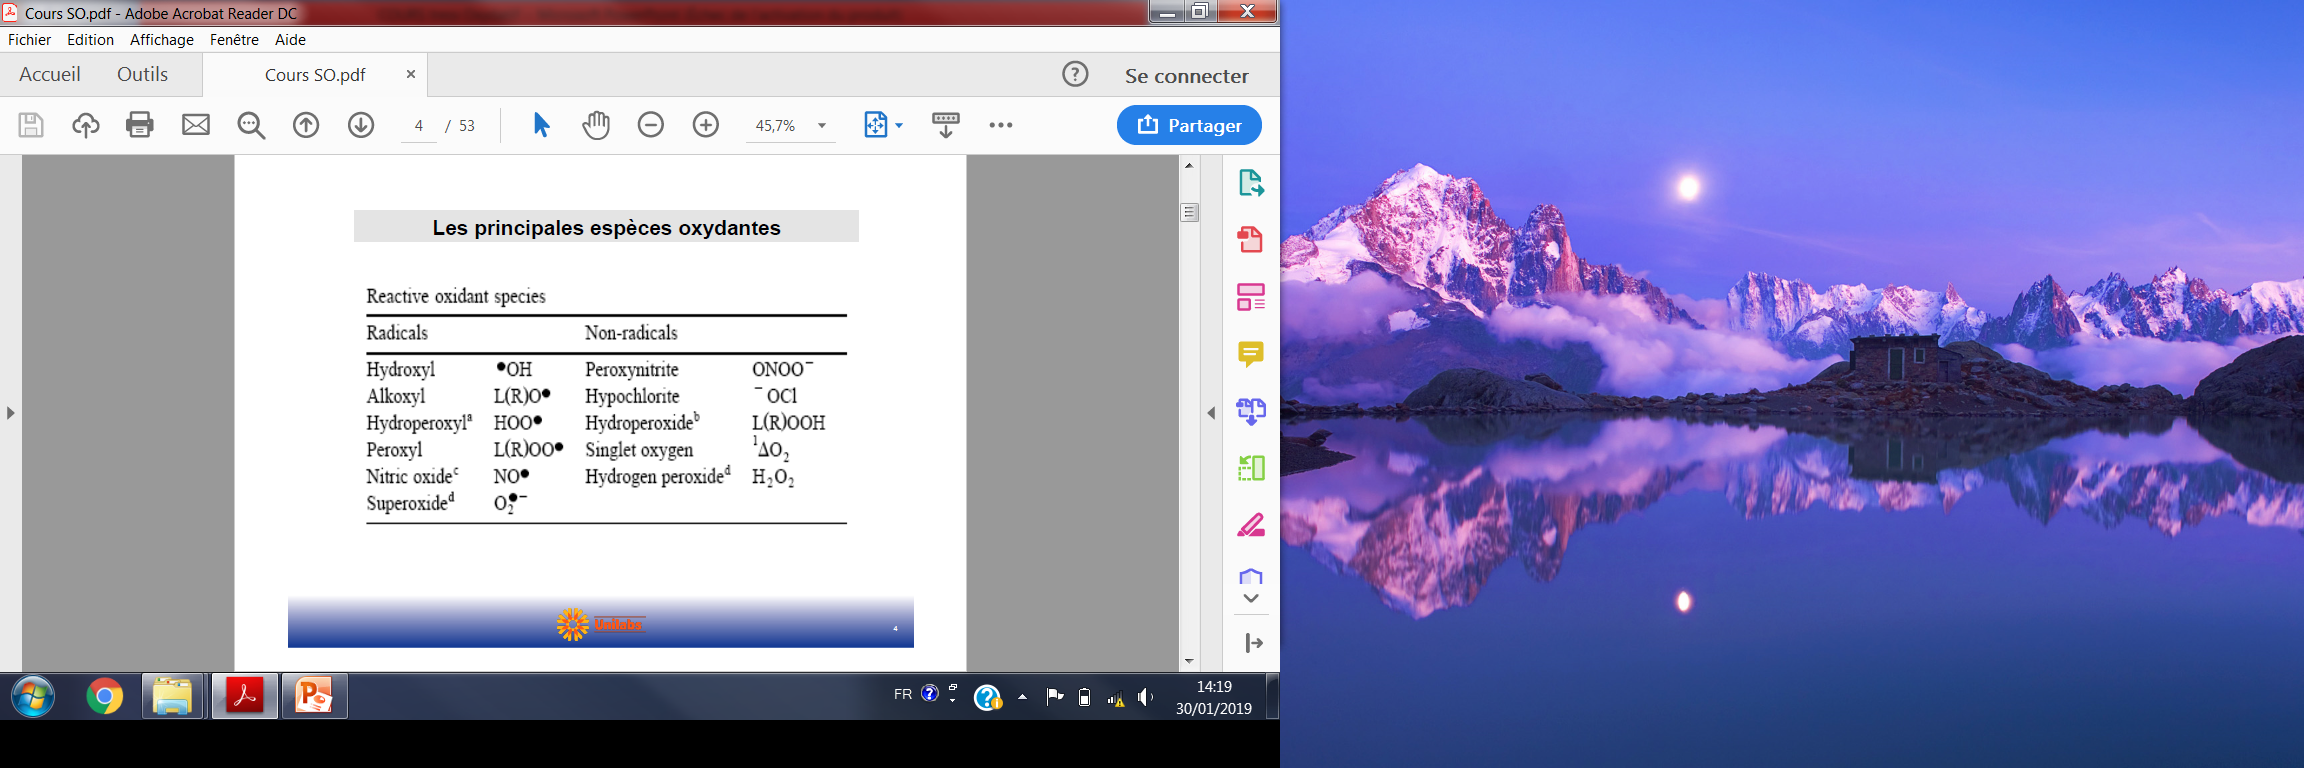 Cours SO.pdf - Adobe Acrobat Reader DC
Fichier Edition Affichage Fenêtre Aide
Accueil Outils Cours SO.pdf × Se connecter
4 / 53 45,7% Partager
Les principales espèces oxydantes
Reactive oxidant species
Radicals Non-radicals
Hydroxyl •OH Peroxynitrite ONOO⁻
Alkoxyl L(R)O• Hypochlorite ⁻OCl
Hydroperoxylᵃ HOO• Hydroperoxideᵇ L(R)OOH
Peroxyl L(R)OO• Singlet oxygen ¹ΔO₂
Nitric oxideᶜ NO• Hydrogen peroxideᵈ H₂O₂
Superoxideᵈ O₂•⁻
Unilabs
4
FR 14:19
30/01/2019